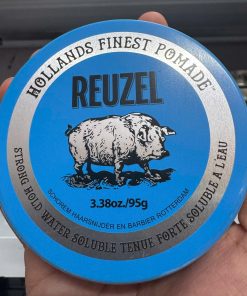 HOLLANDS FINEST POMADE™
REUZEL
3.38oz./95g
SCHOREM HAARSNIJDER EN BARBIER ROTTERDAM
STRONG HOLD WATER SOLUBLE TENUE FORTE SOLUBLE A L'EAU